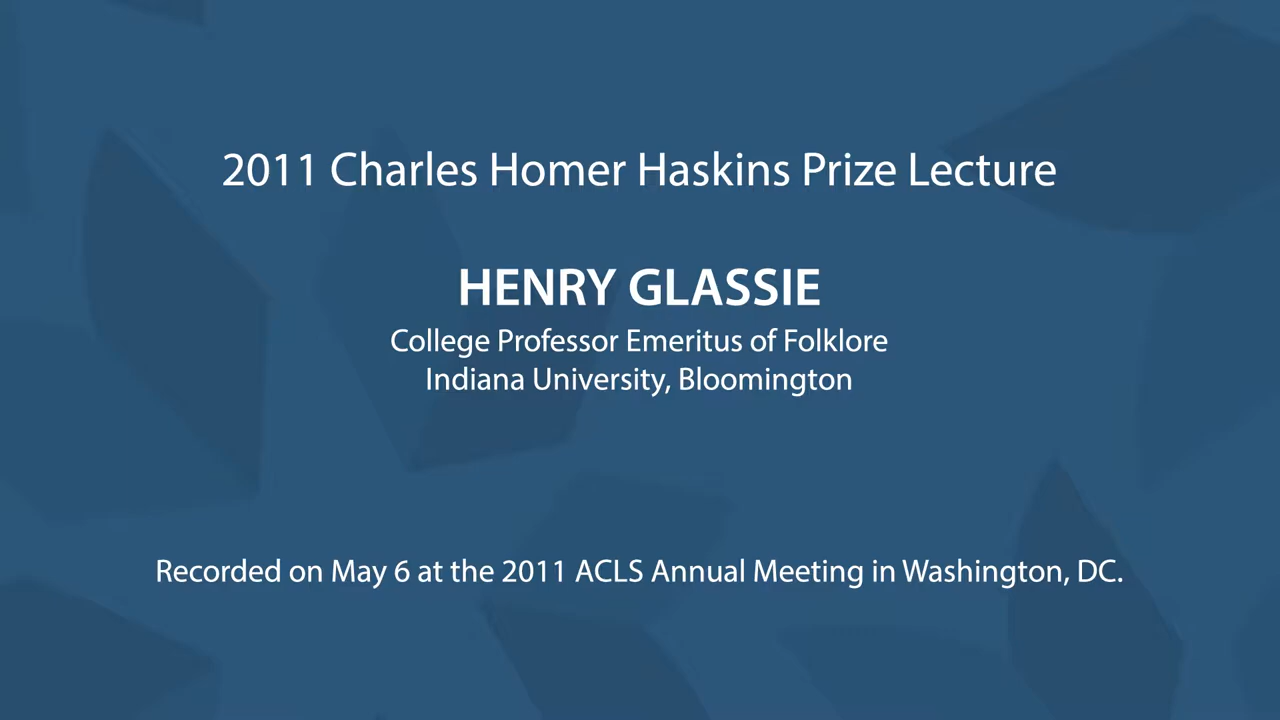 2011 Charles Homer Haskins Prize Lecture
HENRY GLASSIE
College Professor Emeritus of Folklore
Indiana University, Bloomington
Recorded on May 6 at the 2011 ACLS Annual Meeting in Washington, DC.